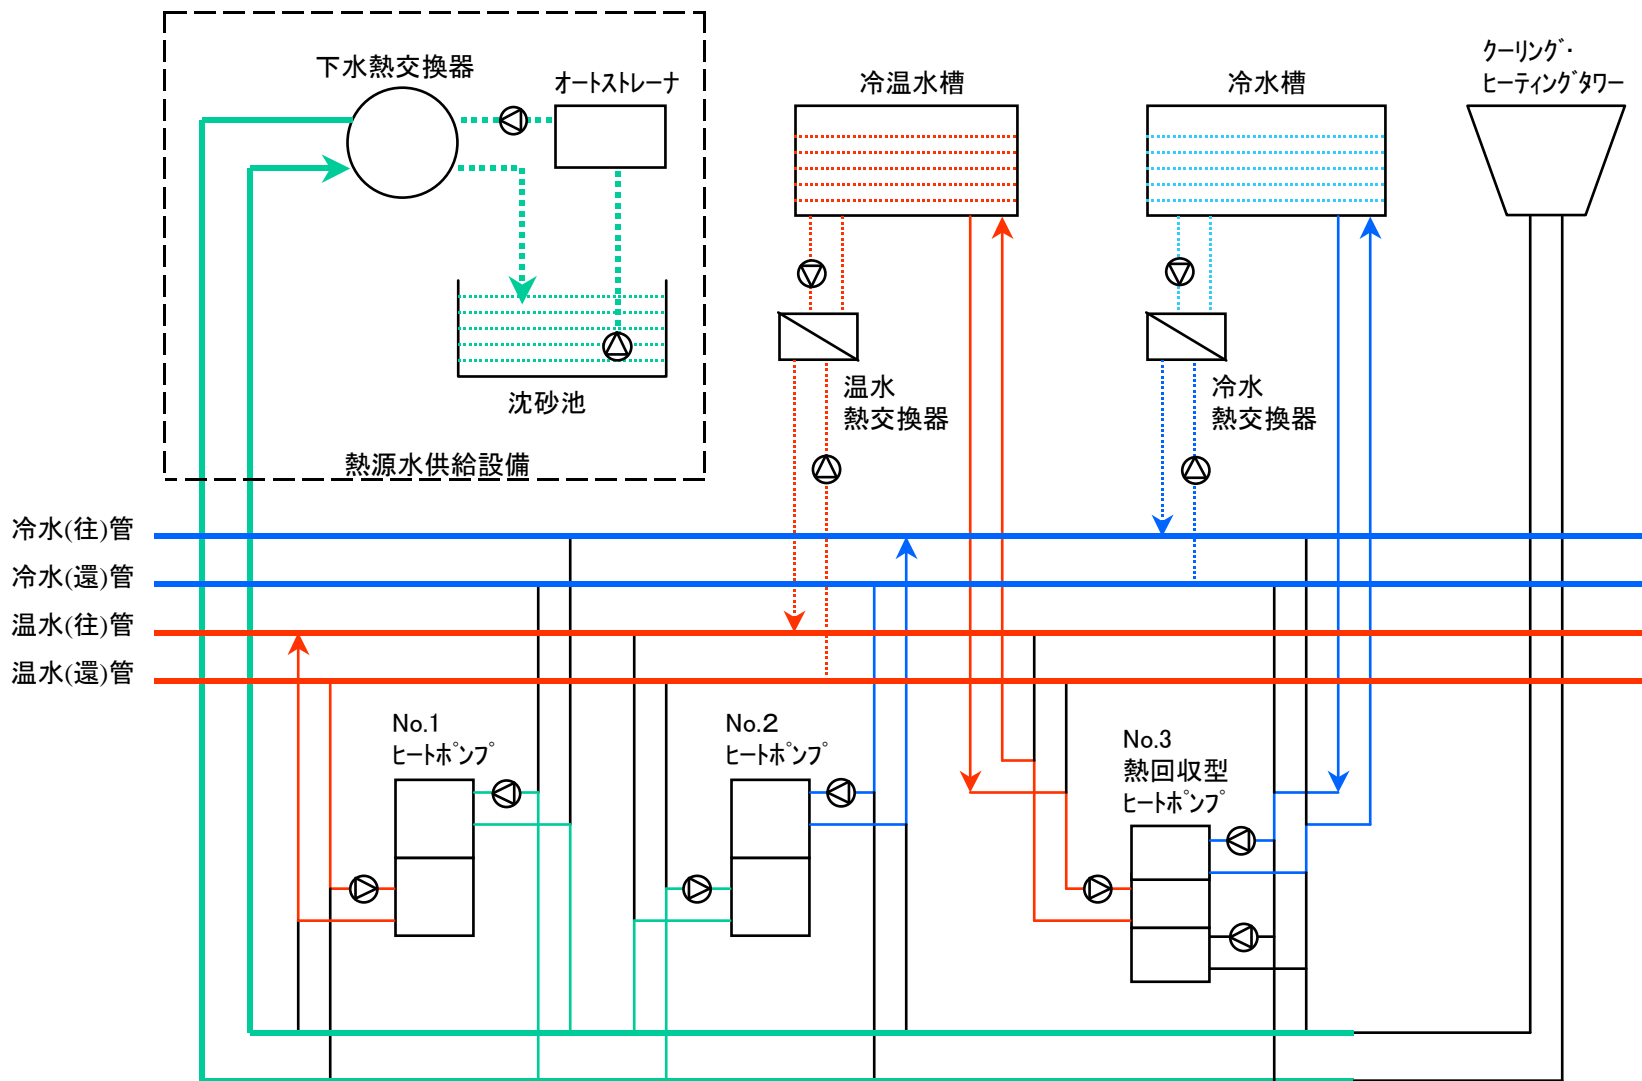 下水熱交換器
オートストレーナ
冷温水槽
冷水槽
クーリング・
ヒーティングタワー
沈砂池
熱源水供給設備
温水
熱交換器
冷水
熱交換器
冷水(往)管
冷水(還)管
温水(往)管
温水(還)管
No.1
ヒートポンプ
No.2
ヒートポンプ
No.3
熱回収型
ヒートポンプ